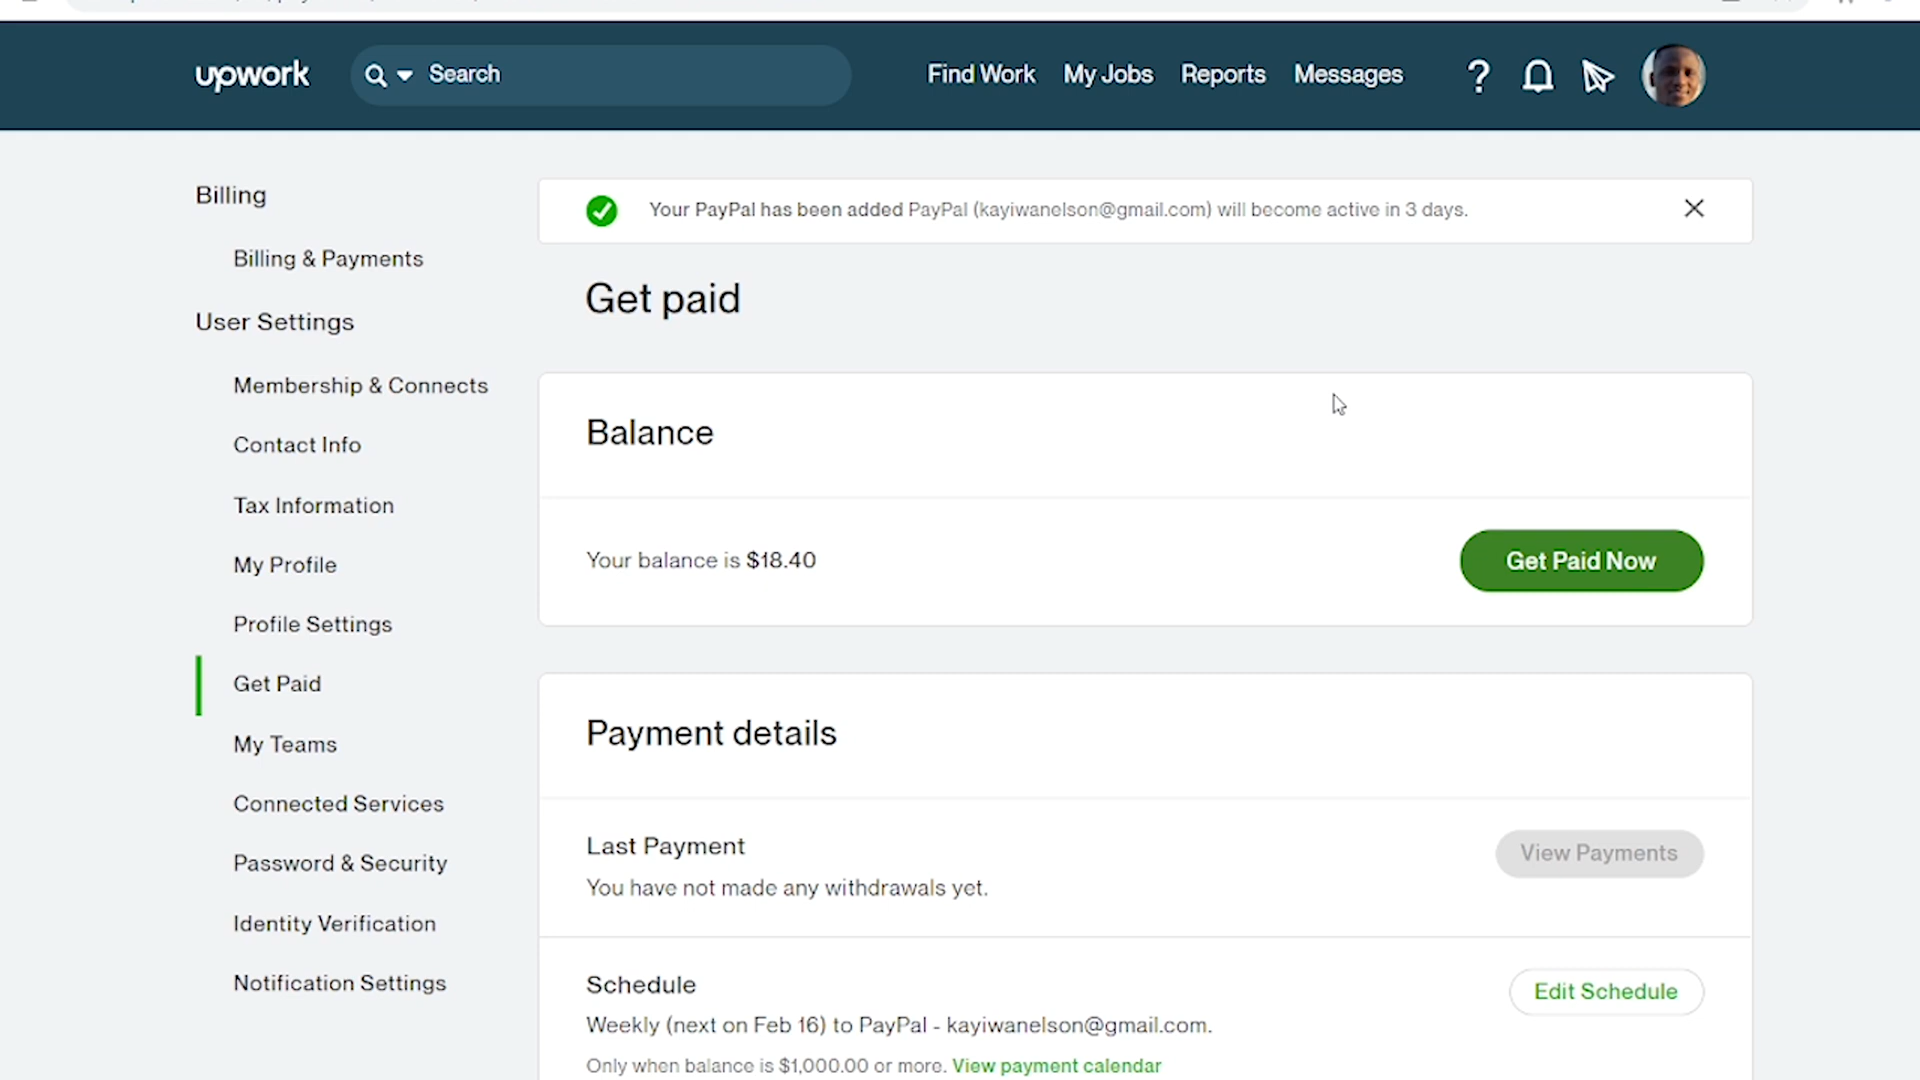 upwork
Search
Find Work
My Jobs
Reports
Messages
Billing
Billing & Payments
User Settings
Membership & Connects
Contact Info
Tax Information
My Profile
Profile Settings
Get Paid
My Teams
Connected Services
Password & Security
Identity Verification
Notification Settings
Your PayPal has been added PayPal (kayiwanelson@gmail.com) will become active in 3 days.
Get paid
Balance
Your balance is $18.40
Get Paid Now
Payment details
Last Payment
You have not made any withdrawals yet.
View Payments
Schedule
Weekly (next on Feb 16) to PayPal - kayiwanelson@gmail.com.
Only when balance is $1,000.00 or more. View payment calendar
Edit Schedule